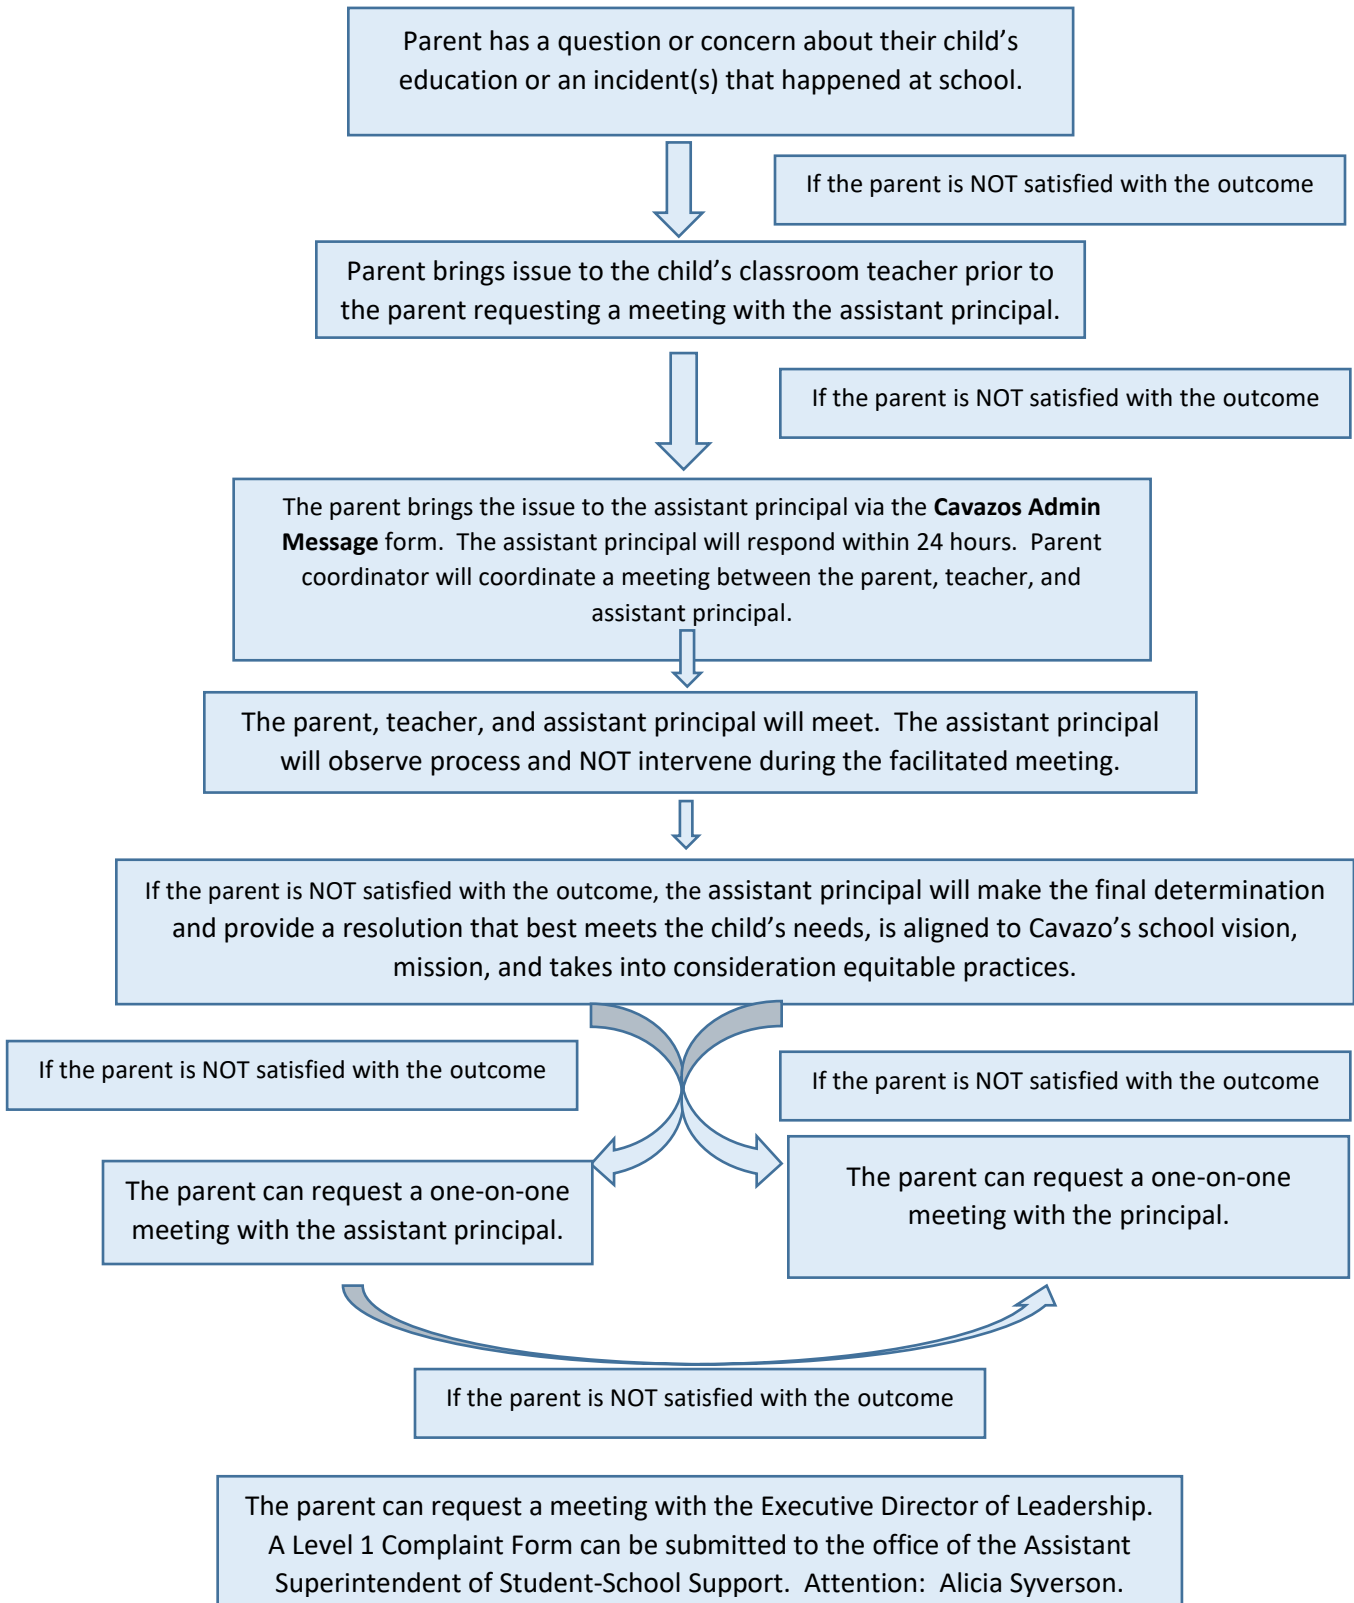 Parent has a question or concern about their child’s
education or an incident(s) that happened at school.
If the parent is NOT satisfied with the outcome
Parent brings issue to the child’s classroom teacher prior to
the parent requesting a meeting with the assistant principal.
If the parent is NOT satisfied with the outcome
The parent brings the issue to the assistant principal via the Cavazos Admin
Message form.  The assistant principal will respond within 24 hours.  Parent
coordinator will coordinate a meeting between the parent, teacher, and
assistant principal.
The parent, teacher, and assistant principal will meet.  The assistant principal
will observe process and NOT intervene during the facilitated meeting.
If the parent is NOT satisfied with the outcome, the assistant principal will make the final determination
and provide a resolution that best meets the child’s needs, is aligned to Cavazo’s school vision,
mission, and takes into consideration equitable practices.
If the parent is NOT satisfied with the outcome
If the parent is NOT satisfied with the outcome
The parent can request a one-on-one
meeting with the assistant principal.
The parent can request a one-on-one
meeting with the principal.
If the parent is NOT satisfied with the outcome
The parent can request a meeting with the Executive Director of Leadership.
A Level 1 Complaint Form can be submitted to the office of the Assistant
Superintendent of Student-School Support.  Attention:  Alicia Syverson.